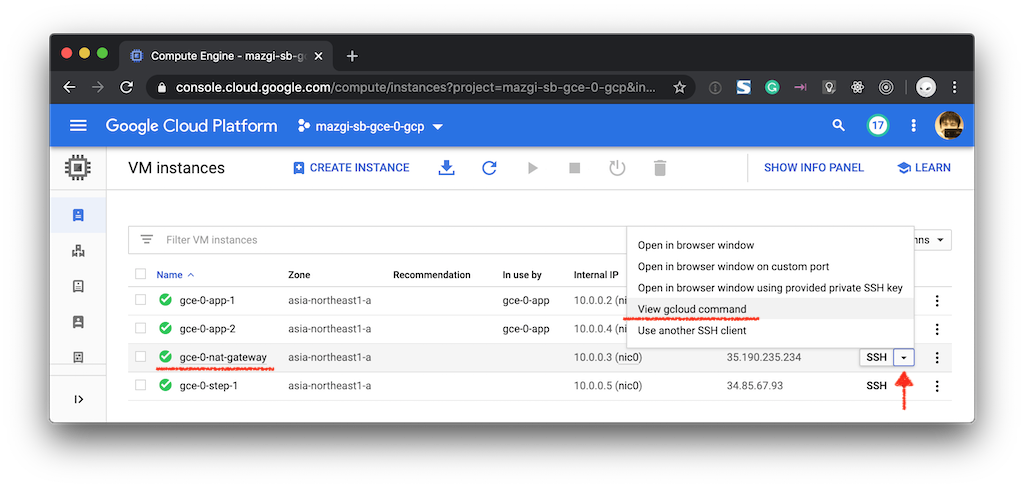 Compute Engine - mazgi-sb-g
console.cloud.google.com/compute/instances?project=mazgi-sb-gce-0-gcp&in...
Google Cloud Platform mazgi-sb-gce-0-gcp 17
VM instances CREATE INSTANCE SHOW INFO PANEL LEARN
Filter VM instances
Open in browser window
Open in browser window on custom port
Open in browser window using provided private SSH key
View gcloud command
Use another SSH client
Name Zone Recommendation In use by Internal IP
gce-0-app-1 asia-northeast1-a gce-0-app 10.0.0.2
gce-0-app-2 asia-northeast1-a gce-0-app 10.0.0.4
gce-0-nat-gateway asia-northeast1-a 10.0.0.3 (nic0) 35.190.235.234 SSH
gce-0-step-1 asia-northeast1-a 10.0.0.5 (nic0) 34.85.67.93 SSH